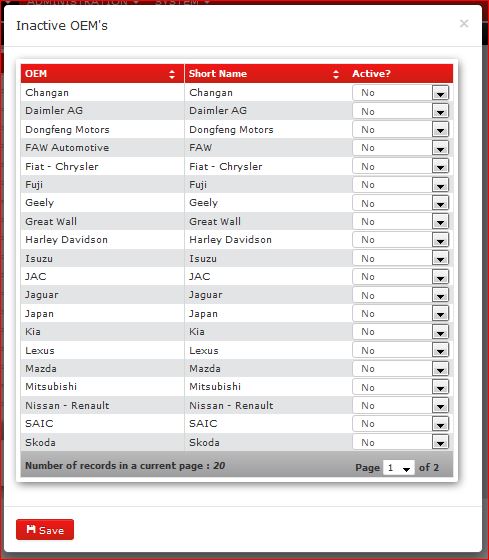 ADMINISTRATION SYSTEM
Inactive OEM's ×
OEM Short Name Active?
Changan Changan No
Daimler AG Daimler AG No
Dongfeng Motors Dongfeng Motors No
FAW Automotive FAW No
Fiat - Chrysler Fiat - Chrysler No
Fuji Fuji No
Geely Geely No
Great Wall Great Wall No
Harley Davidson Harley Davidson No
Isuzu Isuzu No
JAC JAC No
Jaguar Jaguar No
Japan Japan No
Kia Kia No
Lexus Lexus No
Mazda Mazda No
Mitsubishi Mitsubishi No
Nissan - Renault Nissan - Renault No
SAIC SAIC No
Skoda Skoda No
Number of records in a current page : 20 Page 1 of 2
Save